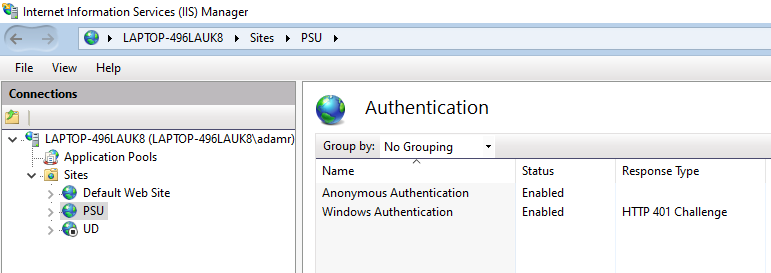 Internet Information Services (IIS) Manager
LAPTOP-496LAUK8 Sites PSU
File View Help
Connections
LAPTOP-496LAUK8 (LAPTOP-496LAUK8\adamr)
Application Pools
Sites
Default Web Site
PSU
UD
Authentication
Group by: No Grouping
Name Status Response Type
Anonymous Authentication Enabled
Windows Authentication Enabled HTTP 401 Challenge